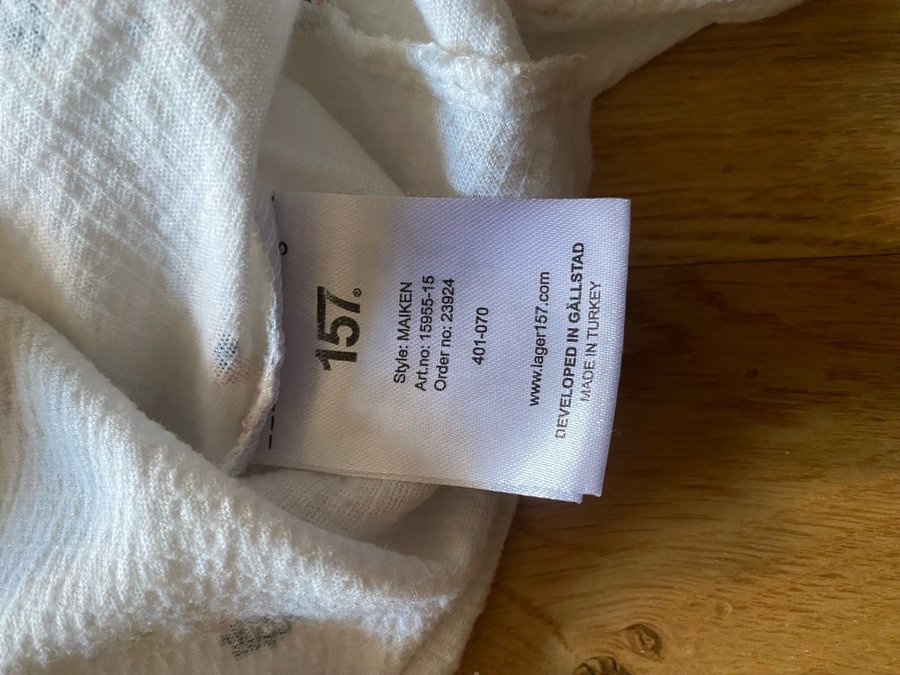 157®
Style: MAIKEN
Art.no: 15955-15
Order no: 23924
401-070
www.lager157.com
DEVELOPED IN GÄLLSTAD
MADE IN TURKEY